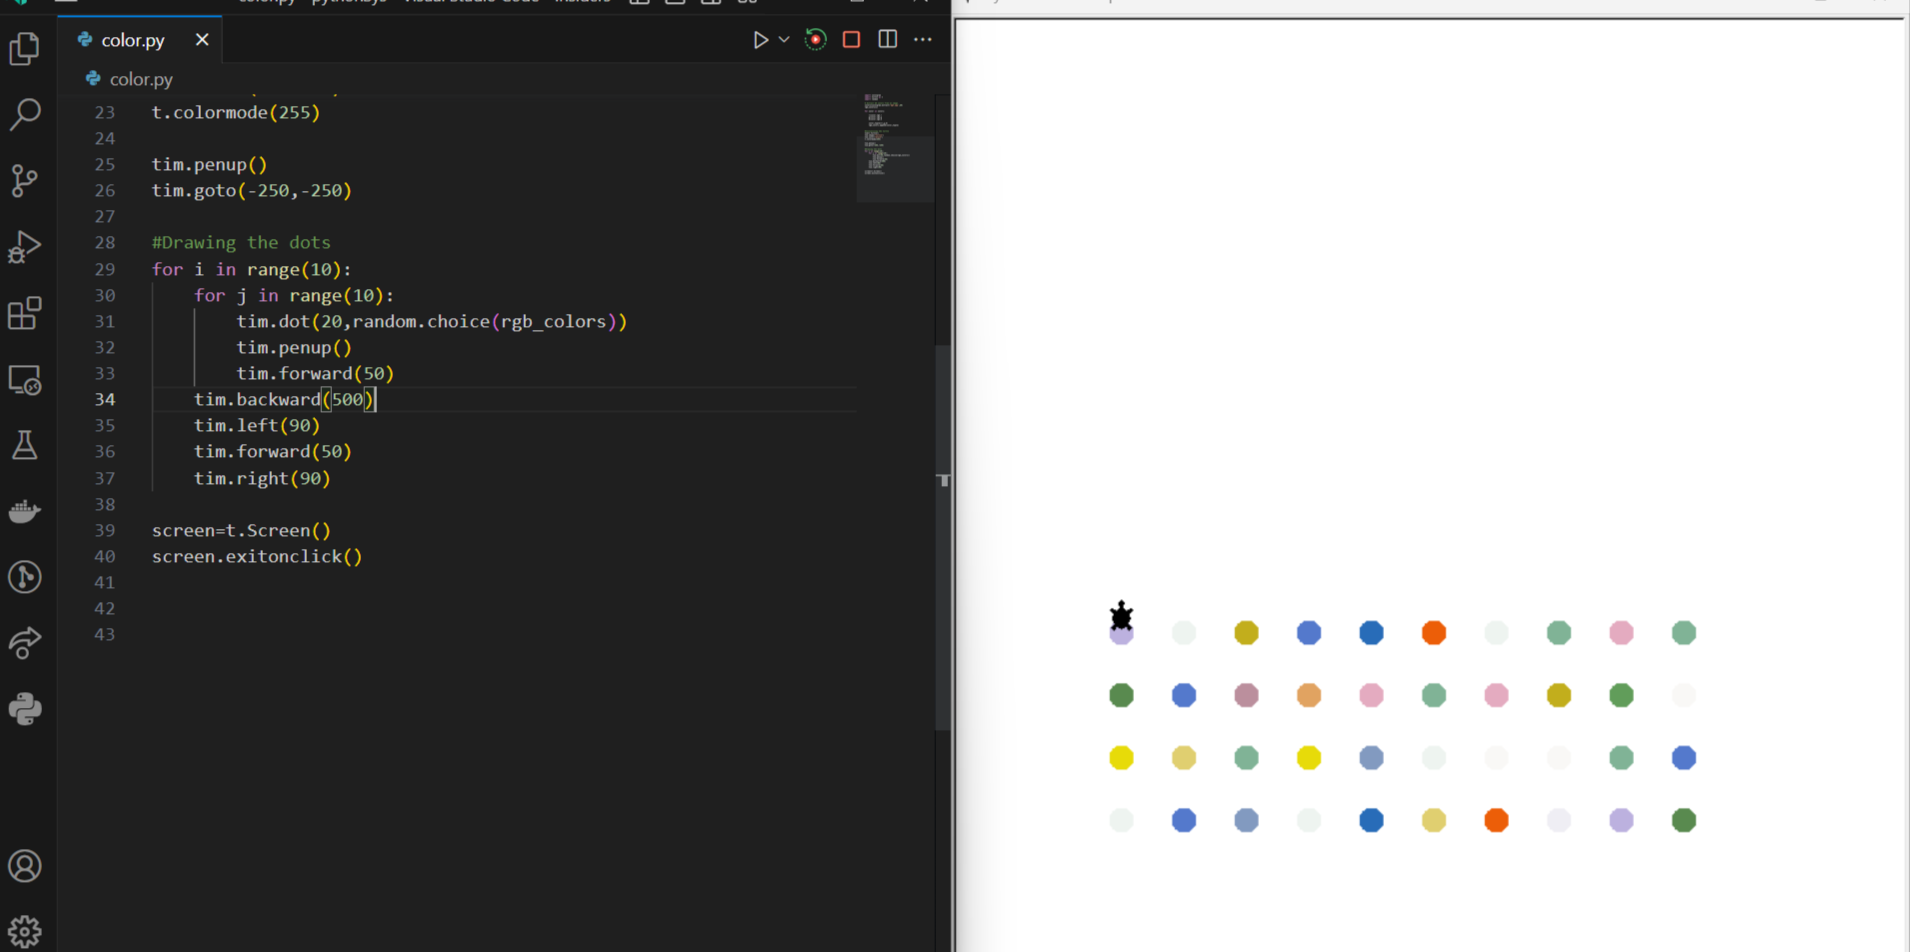 color.py
color.py
23 t.colormode(255)
24
25 tim.penup()
26 tim.goto(-250,-250)
27
28 #Drawing the dots
29 for i in range(10):
30 for j in range(10):
31 tim.dot(20,random.choice(rgb_colors))
32 tim.penup()
33 tim.forward(50)
34 tim.backward(500)
35 tim.left(90)
36 tim.forward(50)
37 tim.right(90)
38
39 screen=t.Screen()
40 screen.exitonclick()
41
42
43